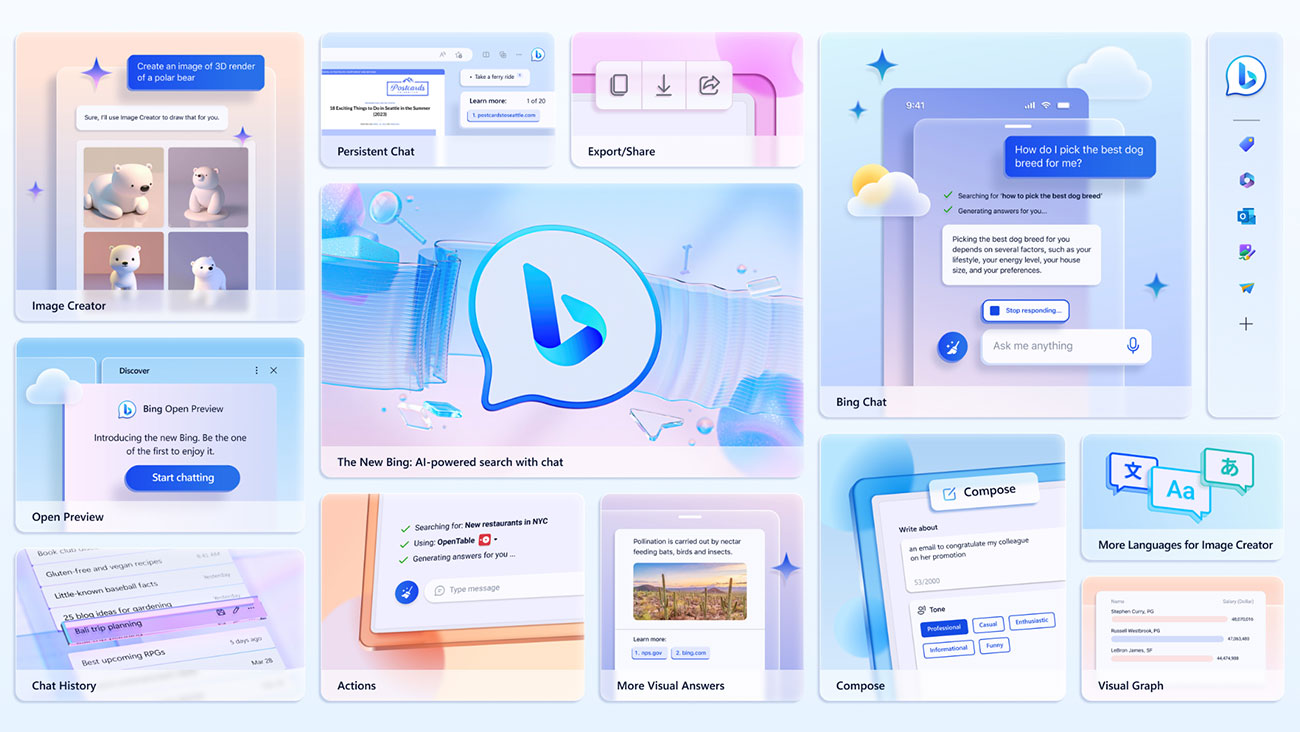 Create an image of 3D render
of a polar bear
Sure, I'll use Image Creator to draw that for you.
Image Creator
Postcards
18 Exciting Things to Do in Seattle in the Summer
(2023)
• Take a ferry ride
Learn more:
1 of 20
1. postcardstoseattle.com
Persistent Chat
Export/Share
9:41
How do I pick the best dog
breed for me?
Searching for 'how to pick the best dog breed'
Generating answers for you...
Picking the best dog breed for you
depends on several factors, such as your
lifestyle, your energy level, your house
size, and your preferences.
Stop responding...
Ask me anything
Bing Chat
The New Bing: AI-powered search with chat
Discover
Bing Open Preview
Introducing the new Bing. Be the one
of the first to enjoy it.
Start chatting
Open Preview
Book club
Gluten-free and vegan recipes
Yesterday
Little-known baseball facts
Yesterday
25 blog ideas for gardening
Bali trip planning
5 days ago
Best upcoming RPGs
Mar 28
Chat History
Searching for: New restaurants in NYC
Using: OpenTable
Generating answers for you ...
Type message
Actions
Pollination is carried out by nectar
feeding bats, birds and insects.
Learn more:
1. nps.gov
2. bing.com
More Visual Answers
Compose
Write about
an email to congratulate my colleague
on her promotion
53/2000
Tone
Professional
Casual
Enthusiastic
Informational
Funny
Compose
文
Aa
あ
More Languages for Image Creator
Name
Salary (Dollar)
Stephen Curry, PG
48,070,014
Russell Westbrook, PG
47,063,480
LeBron James, SF
44,474,988
Visual Graph